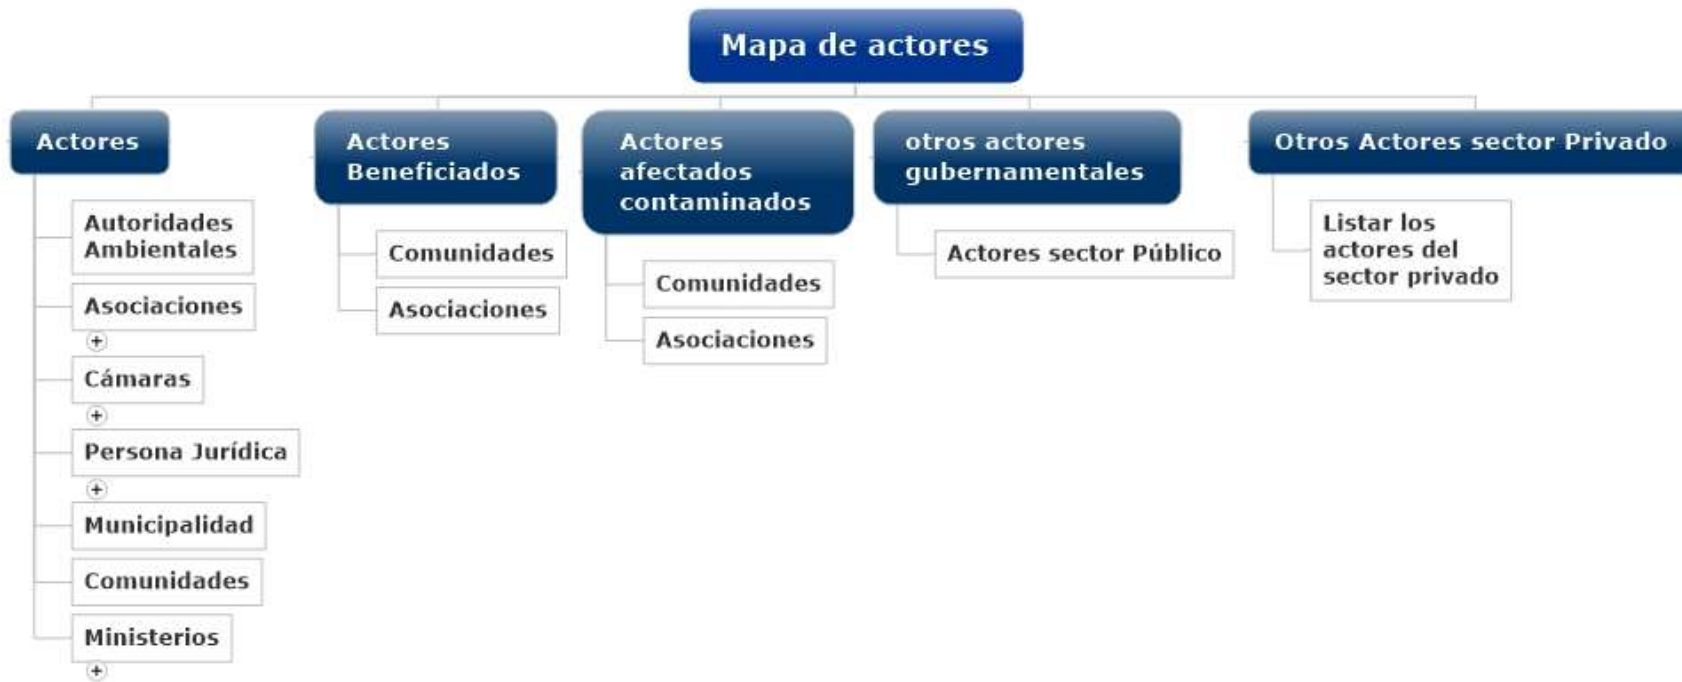 Mapa de actores
Actores
Autoridades
Ambientales
Asociaciones
Cámaras
Persona Jurídica
Municipalidad
Comunidades
Ministerios
Actores
Beneficiados
Comunidades
Asociaciones
Actores
afectados
contaminados
Comunidades
Asociaciones
otros actores
gubernamentales
Actores sector Público
Otros Actores sector Privado
Listar los
actores del
sector privado